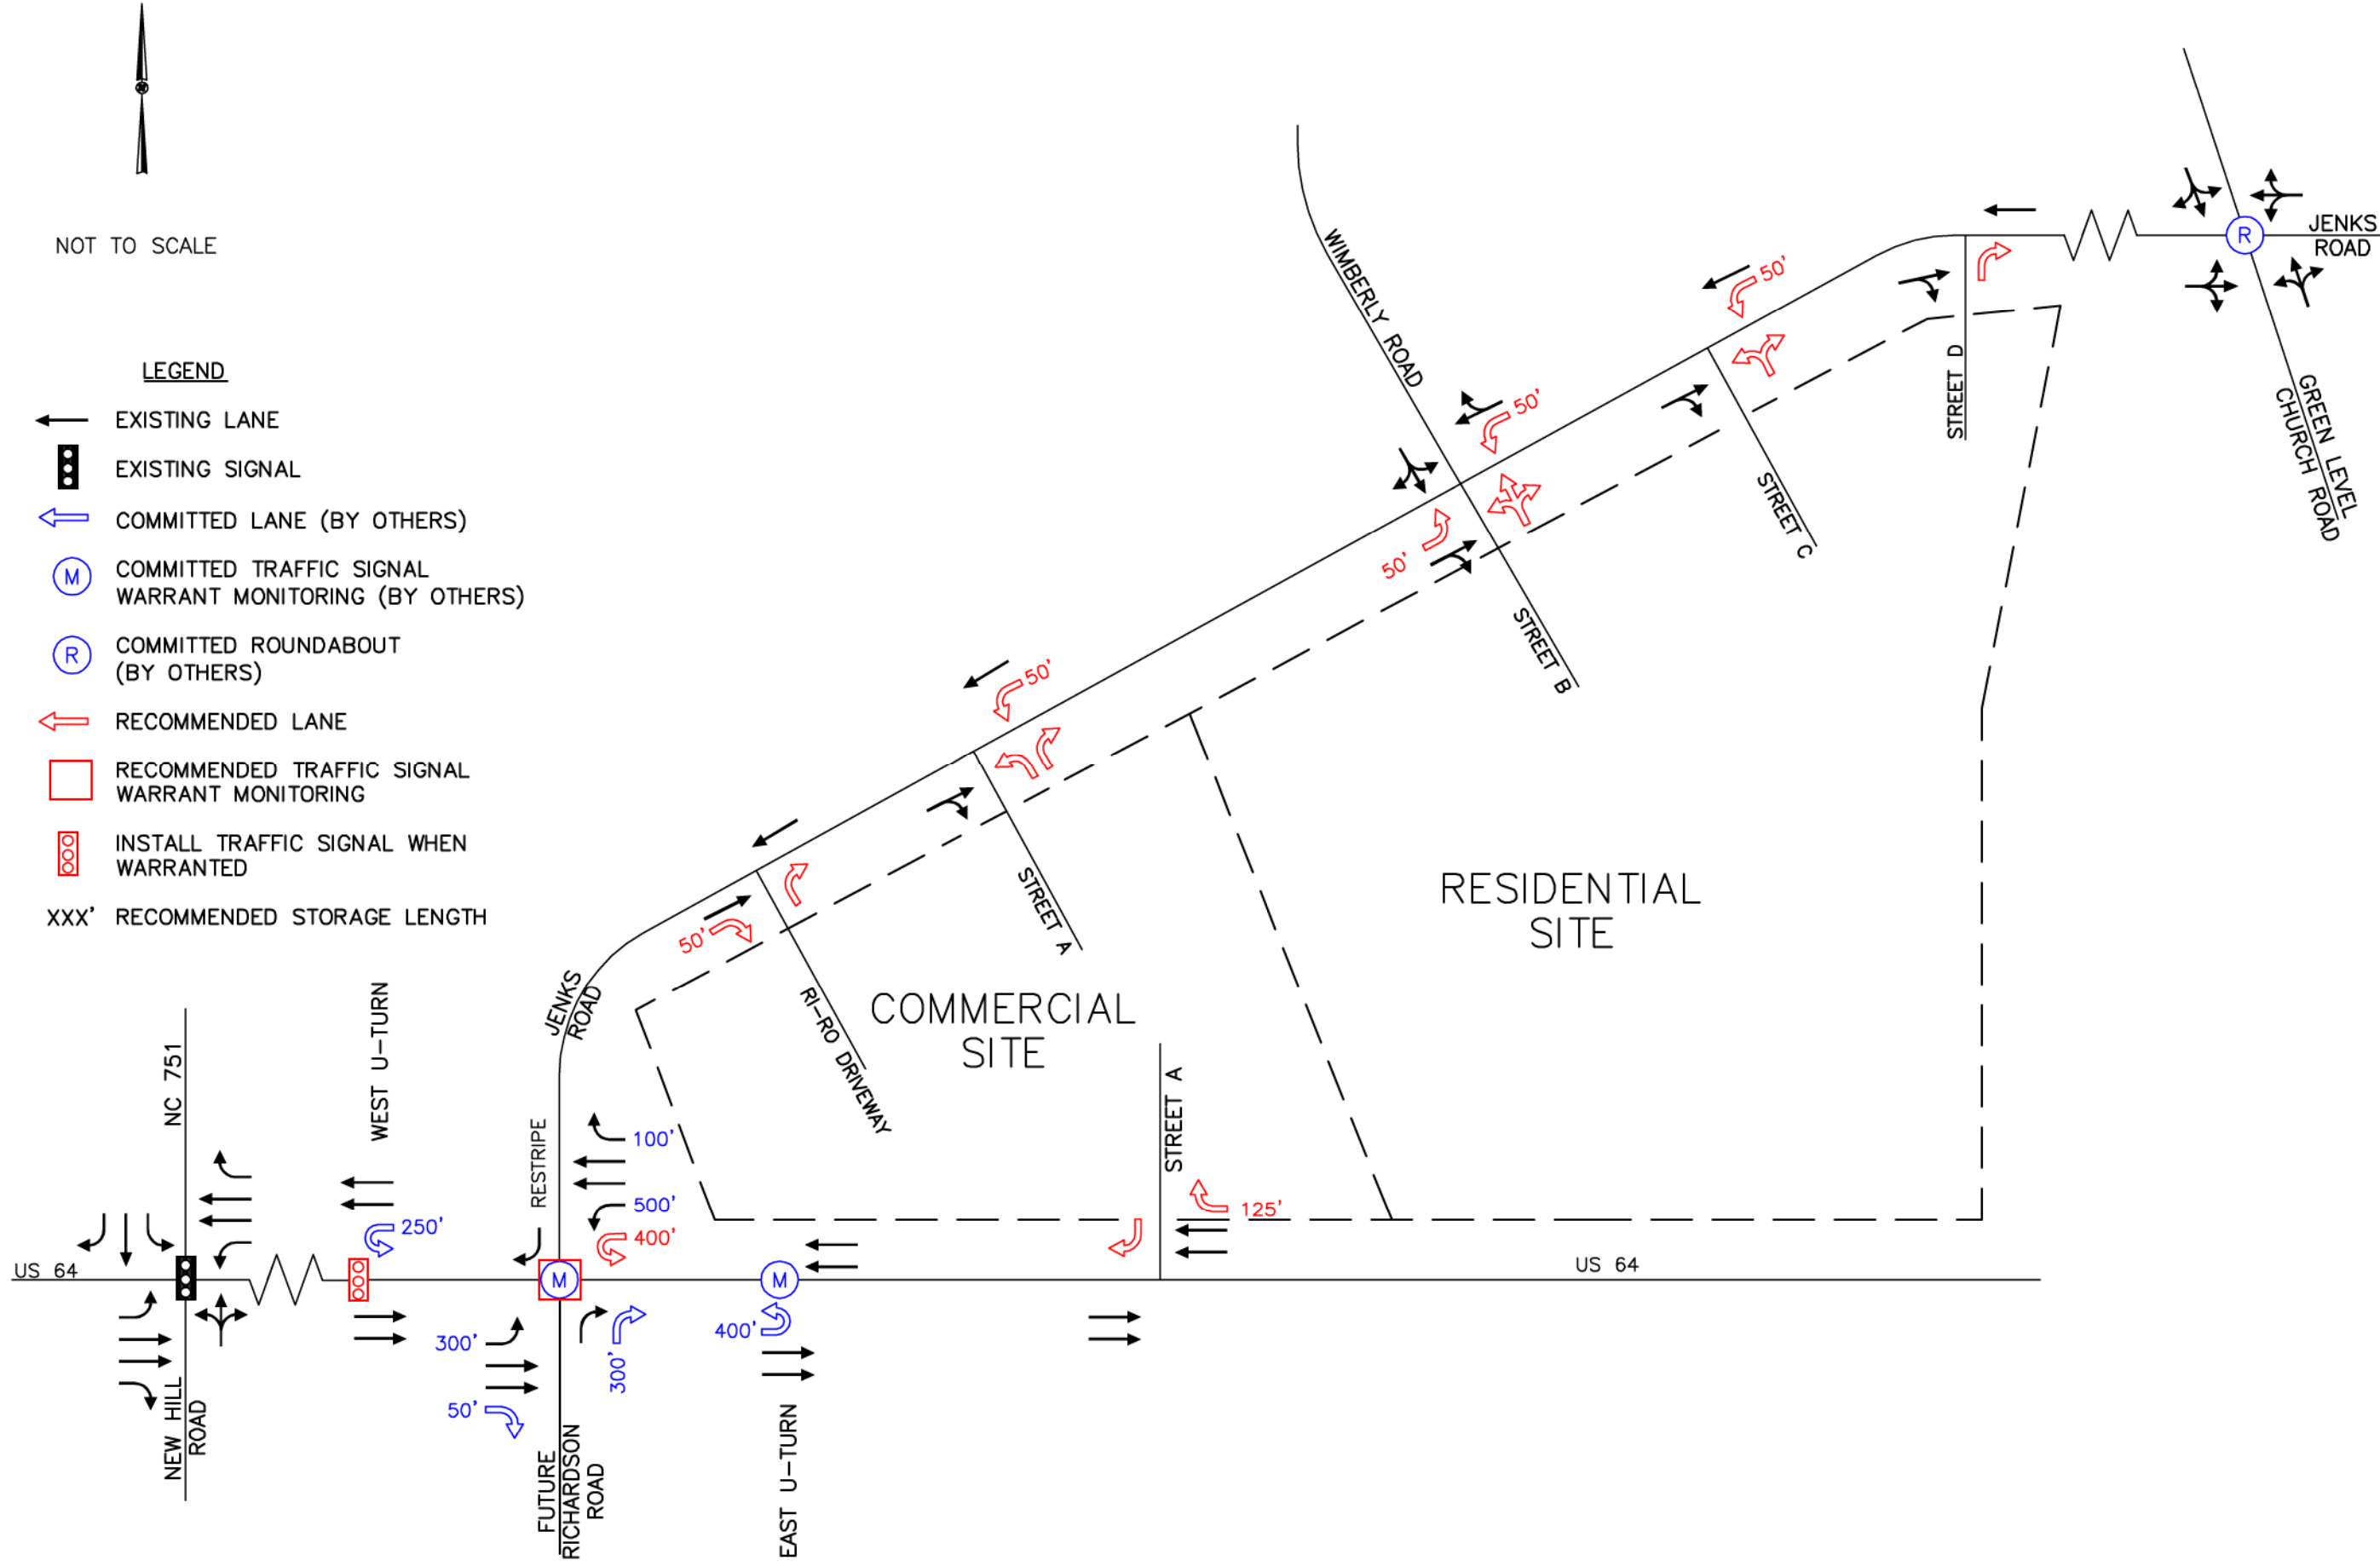 NOT TO SCALE
LEGEND
EXISTING LANE
EXISTING SIGNAL
COMMITTED LANE (BY OTHERS)
M
COMMITTED TRAFFIC SIGNAL
WARRANT MONITORING (BY OTHERS)
R
COMMITTED ROUNDABOUT
(BY OTHERS)
RECOMMENDED LANE
RECOMMENDED TRAFFIC SIGNAL
WARRANT MONITORING
INSTALL TRAFFIC SIGNAL WHEN
WARRANTED
XXX' RECOMMENDED STORAGE LENGTH
WIMBERLY ROAD
R
JENKS
ROAD
GREEN LEVEL
CHURCH ROAD
50'
STREET D
50'
STREET C
50'
STREET B
50'
STREET A
50'
RI-RO DRIVEWAY
JENKS
ROAD
RESIDENTIAL
SITE
COMMERCIAL
SITE
NC 751
WEST U-TURN
RESTRIPE
100'
500'
400'
250'
STREET A
125'
US 64
M
M
US 64
300'
50'
300'
400'
NEW HILL
ROAD
FUTURE
RICHARDSON
ROAD
EAST U-TURN